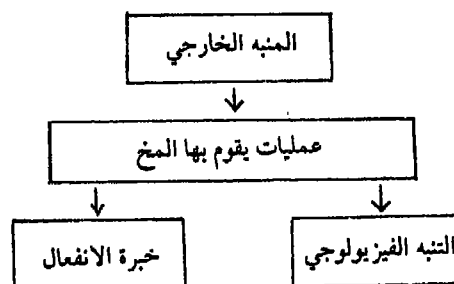 المنبه الخارجي
عمليات يقوم بها المخ
التنبه الفيزيولوجي
خبرة الانفعال